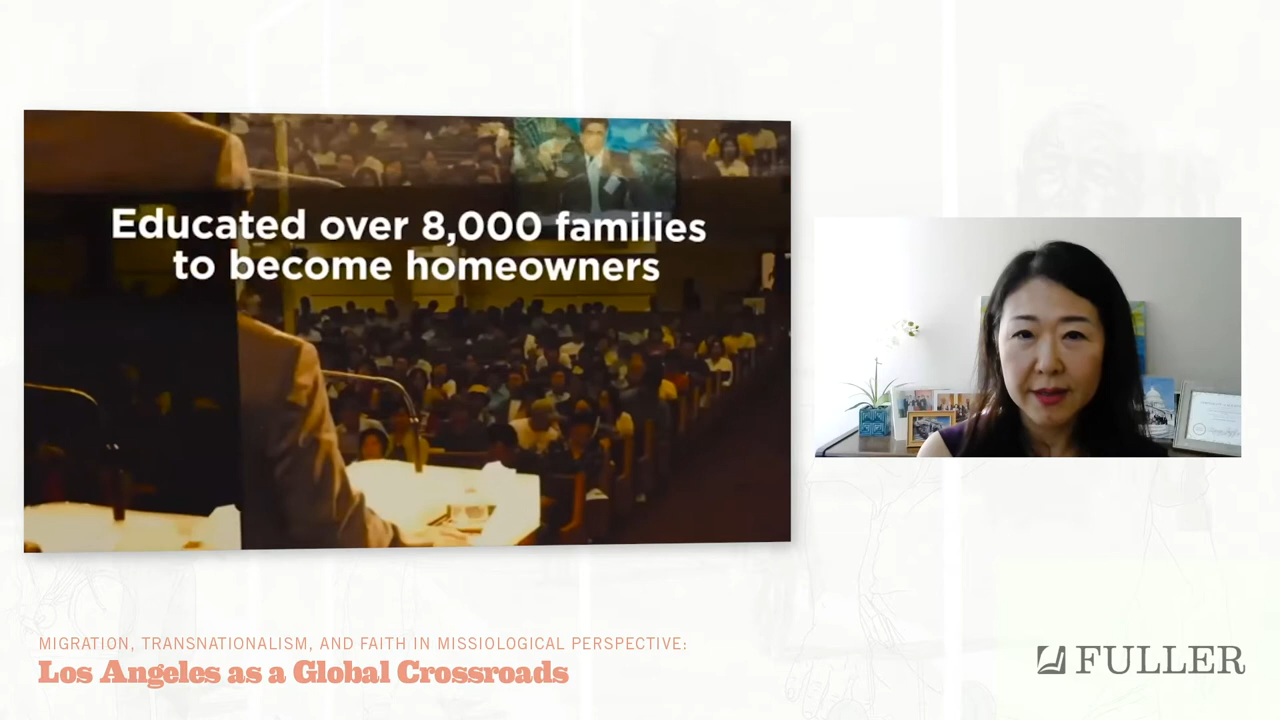 Educated over 8,000 families
to become homeowners
MIGRATION, TRANSNATIONALISM, AND FAITH IN MISSIOLOGICAL PERSPECTIVE:
Los Angeles as a Global Crossroads
FULLER